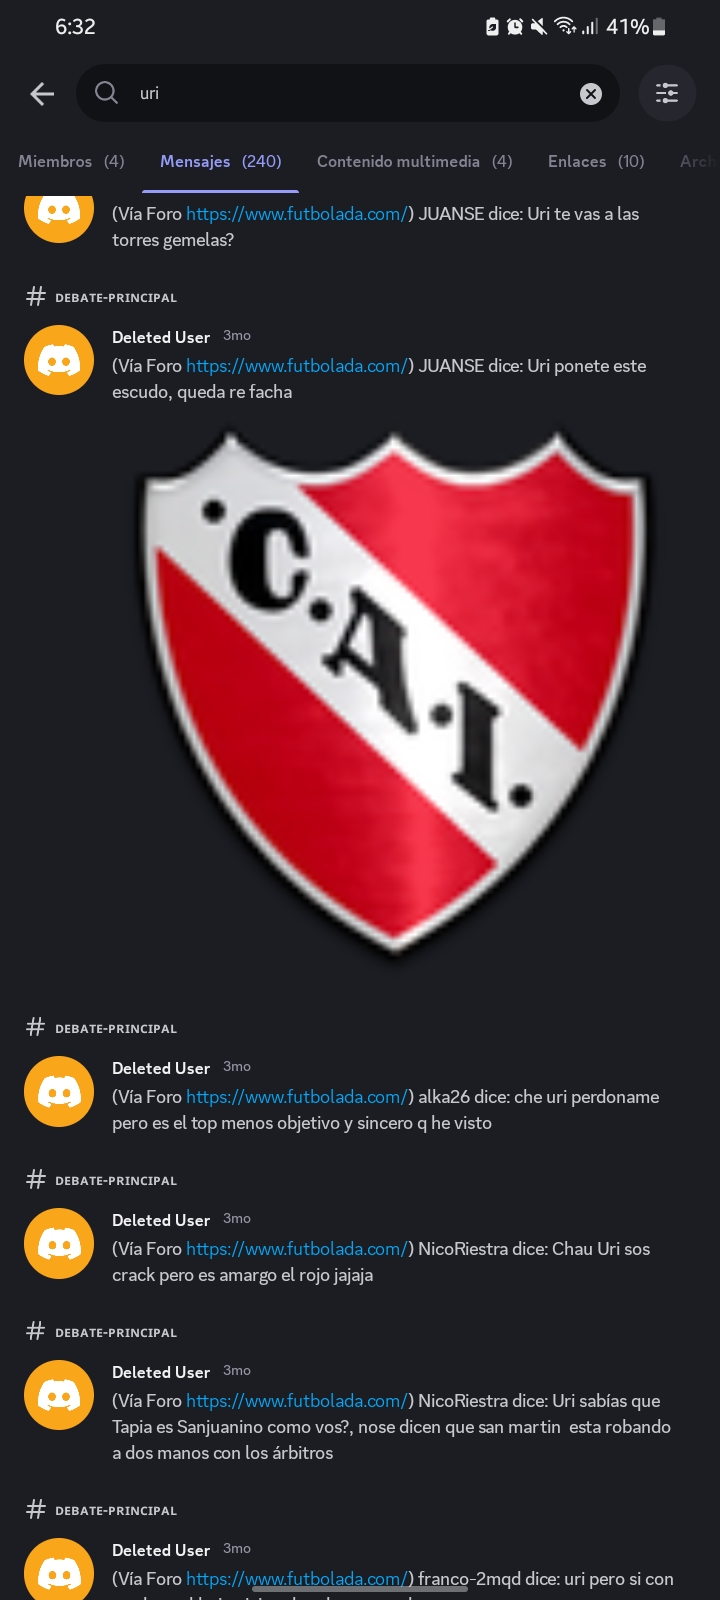 6:32
41%
uri
Miembros (4)
Mensajes (240)
Contenido multimedia (4)
Enlaces (10)
(Vía Foro https://www.futbolada.com/) JUANSE dice: Uri te vas a las
torres gemelas?
# DEBATE-PRINCIPAL
Deleted User 3mo
(Vía Foro https://www.futbolada.com/) JUANSE dice: Uri ponete este
escudo, queda re facha
·C.A.I.
# DEBATE-PRINCIPAL
Deleted User 3mo
(Vía Foro https://www.futbolada.com/) alka26 dice: che uri perdoname
pero es el top menos objetivo y sincero q he visto
# DEBATE-PRINCIPAL
Deleted User 3mo
(Vía Foro https://www.futbolada.com/) NicoRiestra dice: Chau Uri sos
crack pero es amargo el rojo jajaja
# DEBATE-PRINCIPAL
Deleted User 3mo
(Vía Foro https://www.futbolada.com/) NicoRiestra dice: Uri sabías que
Tapia es Sanjuanino como vos?, nose dicen que san martin esta robando
a dos manos con los árbitros
# DEBATE-PRINCIPAL
Deleted User 3mo
(Vía Foro https://www.futbolada.com/) franco-2mqd dice: uri pero si con